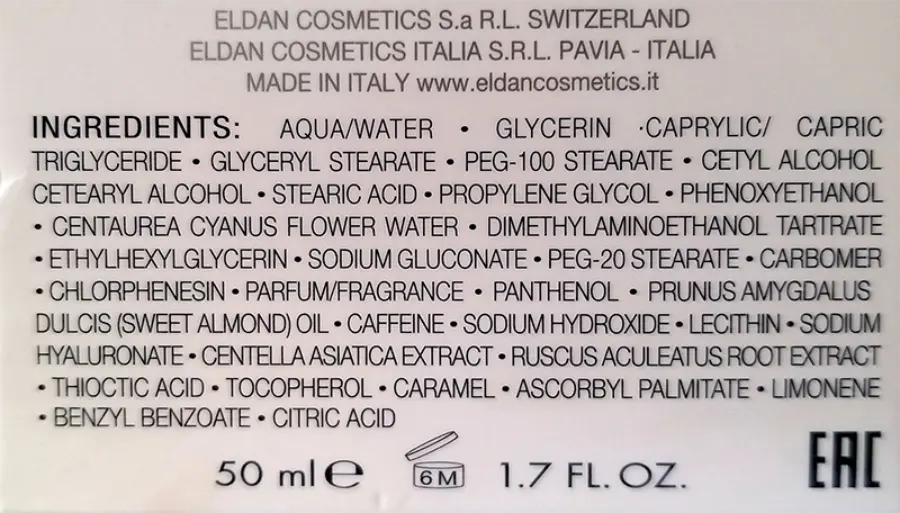 ELDAN COSMETICS S.a R.L. SWITZERLAND
ELDAN COSMETICS ITALIA S.R.L. PAVIA - ITALIA
MADE IN ITALY www.eldancosmetics.it
INGREDIENTS: AQUA/WATER • GLYCERIN ·CAPRYLIC/ CAPRIC
TRIGLYCERIDE • GLYCERYL STEARATE • PEG-100 STEARATE • CETYL ALCOHOL
CETEARYL ALCOHOL • STEARIC ACID • PROPYLENE GLYCOL • PHENOXYETHANOL
• CENTAUREA CYANUS FLOWER WATER • DIMETHYLAMINOETHANOL TARTRATE
• ETHYLHEXYLGLYCERIN • SODIUM GLUCONATE • PEG-20 STEARATE • CARBOMER
• CHLORPHENESIN • PARFUM/FRAGRANCE • PANTHENOL • PRUNUS AMYGDALUS
DULCIS (SWEET ALMOND) OIL • CAFFEINE • SODIUM HYDROXIDE • LECITHIN • SODIUM
HYALURONATE • CENTELLA ASIATICA EXTRACT • RUSCUS ACULEATUS ROOT EXTRACT
• THIOCTIC ACID • TOCOPHEROL • CARAMEL • ASCORBYL PALMITATE • LIMONENE
• BENZYL BENZOATE • CITRIC ACID
50 ml ℮ 6M 1.7 FL. OZ. EAC